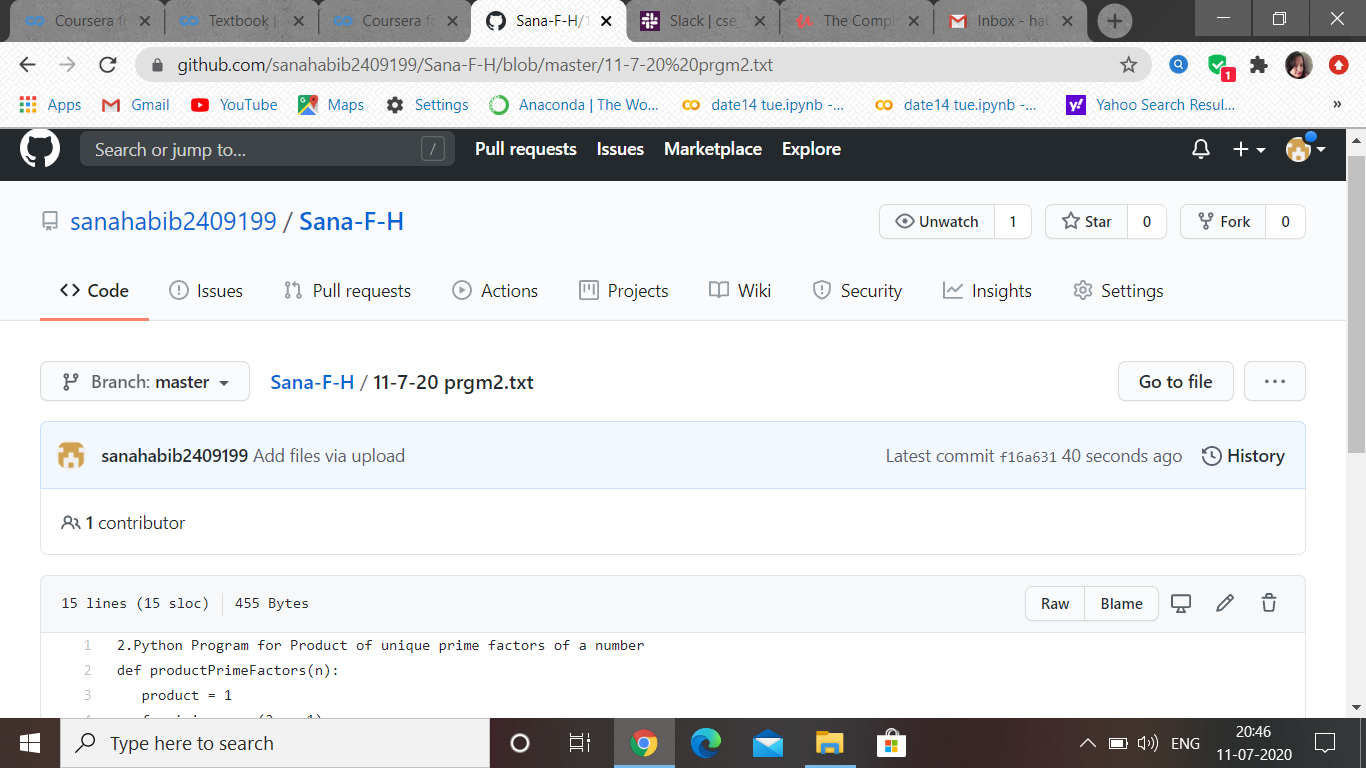 Coursera f
Textbook |
Coursera fo
Sana-F-H/1
Slack | cse_
The Compl
Inbox - hab
github.com/sanahabib2409199/Sana-F-H/blob/master/11-7-20%20prgm2.txt
1
Apps
Gmail
YouTube
Maps
Settings
Anaconda | The Wo...
date14 tue.ipynb -...
date14 tue.ipynb -...
Yahoo Search Resul...
»
Search or jump to...
/
Pull requests
Issues
Marketplace
Explore
sanahabib2409199 / Sana-F-H
Unwatch 1
Star 0
Fork 0
Code
Issues
Pull requests
Actions
Projects
Wiki
Security
Insights
Settings
Branch: master
Sana-F-H / 11-7-20 prgm2.txt
Go to file
sanahabib2409199 Add files via upload
Latest commit f16a631 40 seconds ago
History
1 contributor
15 lines (15 sloc)
455 Bytes
Raw
Blame
1 2.Python Program for Product of unique prime factors of a number
2 def productPrimeFactors(n):
3 product = 1
Type here to search
ENG
20:46
11-07-2020